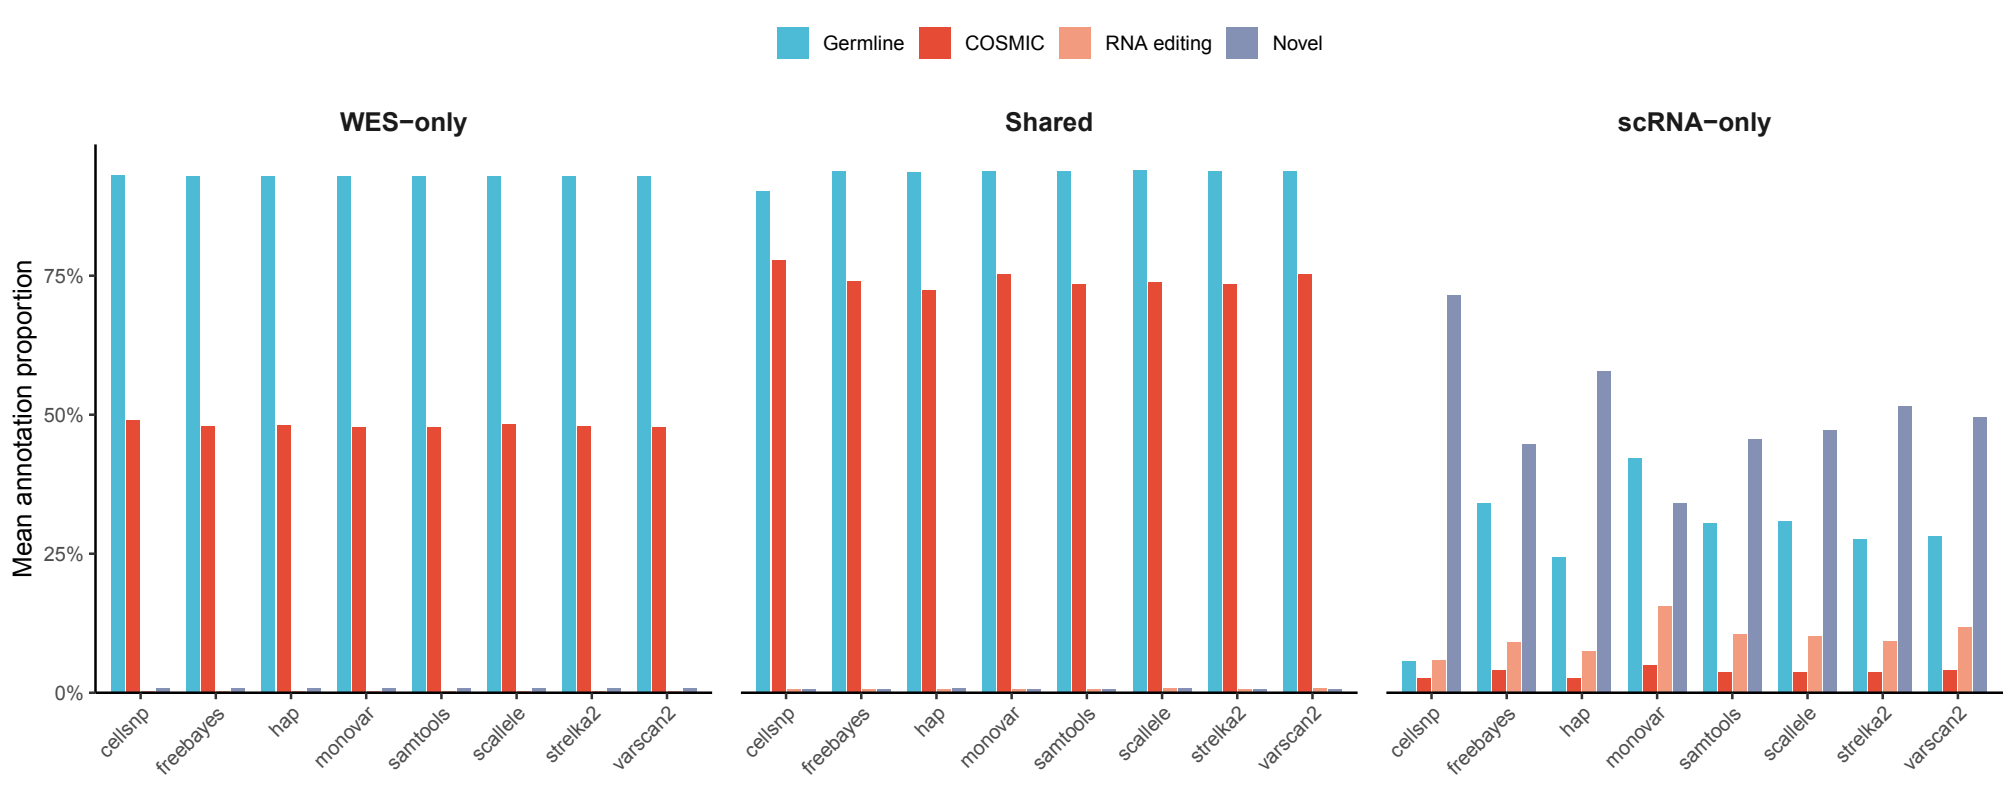 Germline COSMIC RNA editing Novel
WES−only Shared scRNA−only
Mean annotation proportion
75%
50%
25%
0%
cellsnp freebayes hap monovar samtools scallele strelka2 varscan2
cellsnp freebayes hap monovar samtools scallele strelka2 varscan2
cellsnp freebayes hap monovar samtools scallele strelka2 varscan2